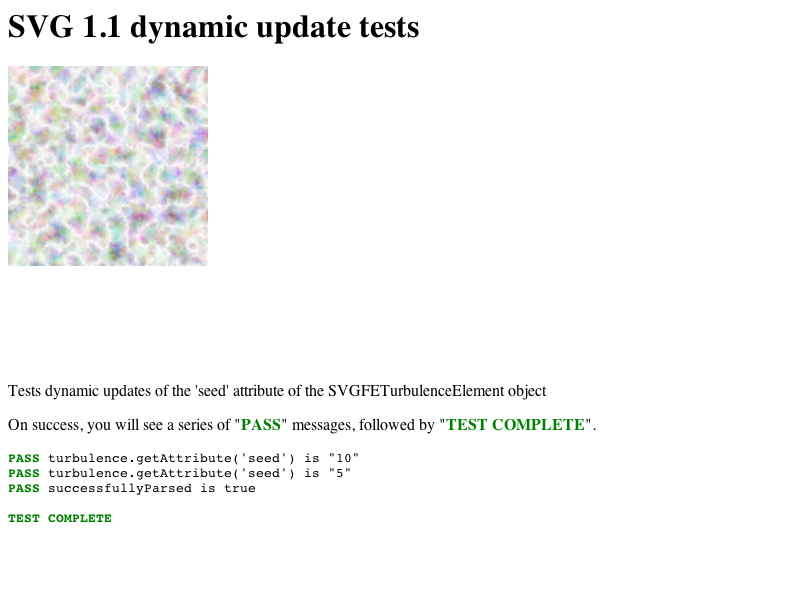 SVG 1.1 dynamic update tests
Tests dynamic updates of the 'seed' attribute of the SVGFETurbulenceElement object
On success, you will see a series of "PASS" messages, followed by "TEST COMPLETE".
PASS turbulence.getAttribute('seed') is "10"
PASS turbulence.getAttribute('seed') is "5"
PASS successfullyParsed is true
TEST COMPLETE